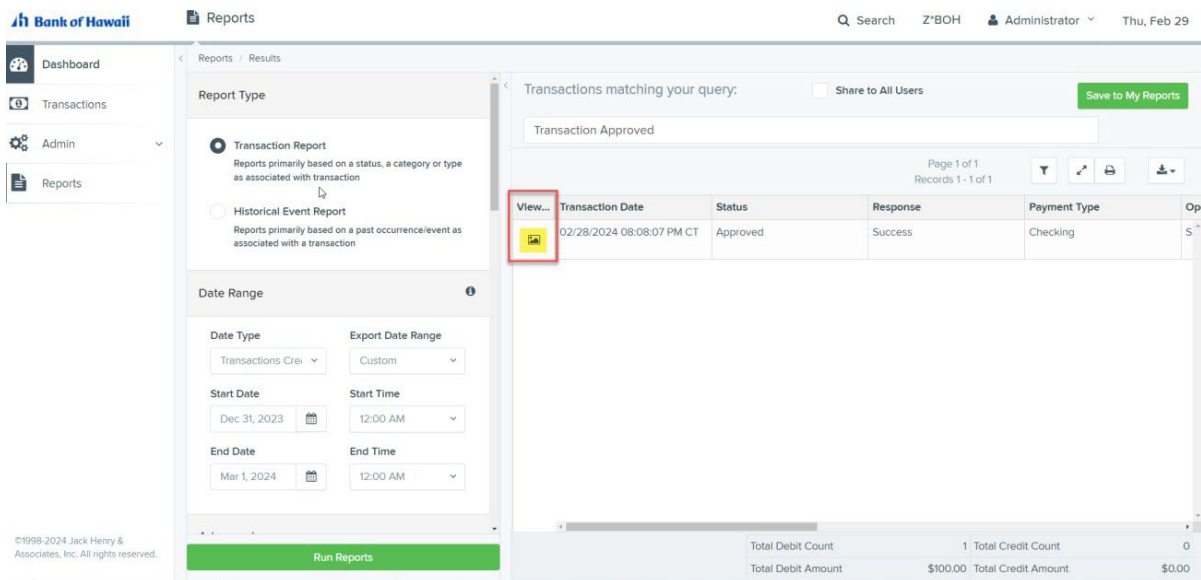 Bank of Hawaii
Reports
Search
Z*BOH
Administrator
Thu, Feb 29
Dashboard
Transactions
Admin
Reports
©1998-2024 Jack Henry &
Associates, Inc. All rights reserved.
Reports / Results
Report Type
Transaction Report
Reports primarily based on a status, a category or type
as associated with transaction
Historical Event Report
Reports primarily based on a past occurrence/event as
associated with a transaction
Date Range
Date Type
Export Date Range
Transactions Cre
Custom
Start Date
Start Time
Dec 31, 2023
12:00 AM
End Date
End Time
Mar 1, 2024
12:00 AM
Run Reports
Transactions matching your query:
Share to All Users
Save to My Reports
Transaction Approved
Page 1 of 1
Records 1 - 1 of 1
View... Transaction Date Status Response Payment Type Op
02/28/2024 08:08:07 PM CT Approved Success Checking S
Total Debit Count 1 Total Credit Count 0
Total Debit Amount $100.00 Total Credit Amount $0.00